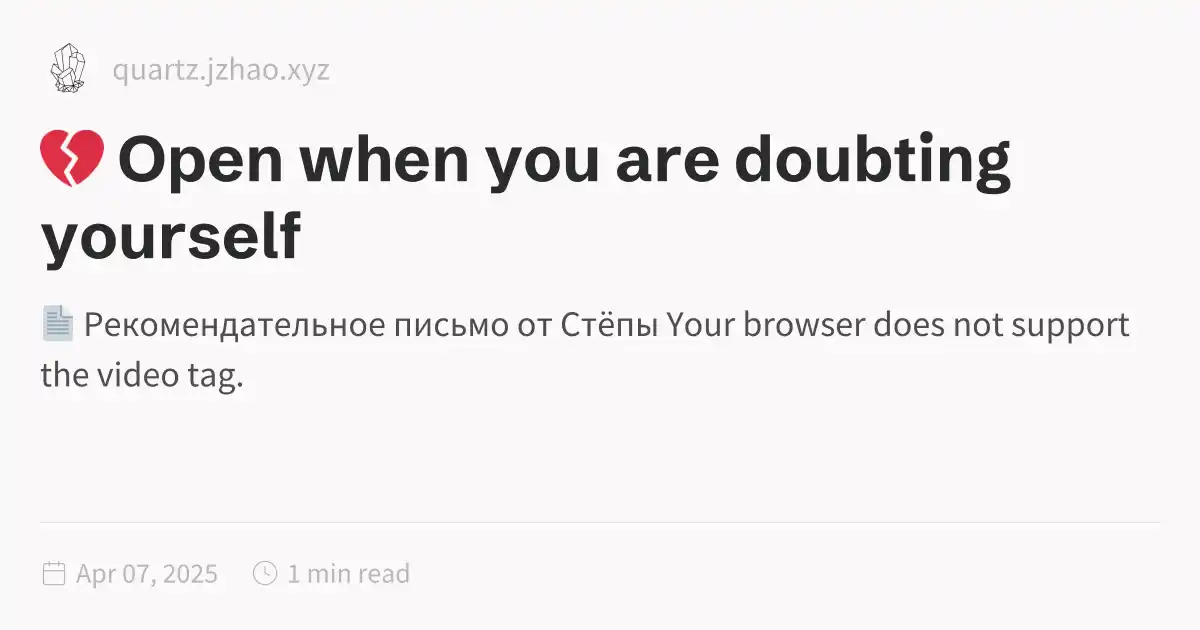 quartz.jzhao.xyz
💔 Open when you are doubting
yourself
📄 Рекомендательное письмо от Стёпы Your browser does not support
the video tag.
Apr 07, 2025 1 min read